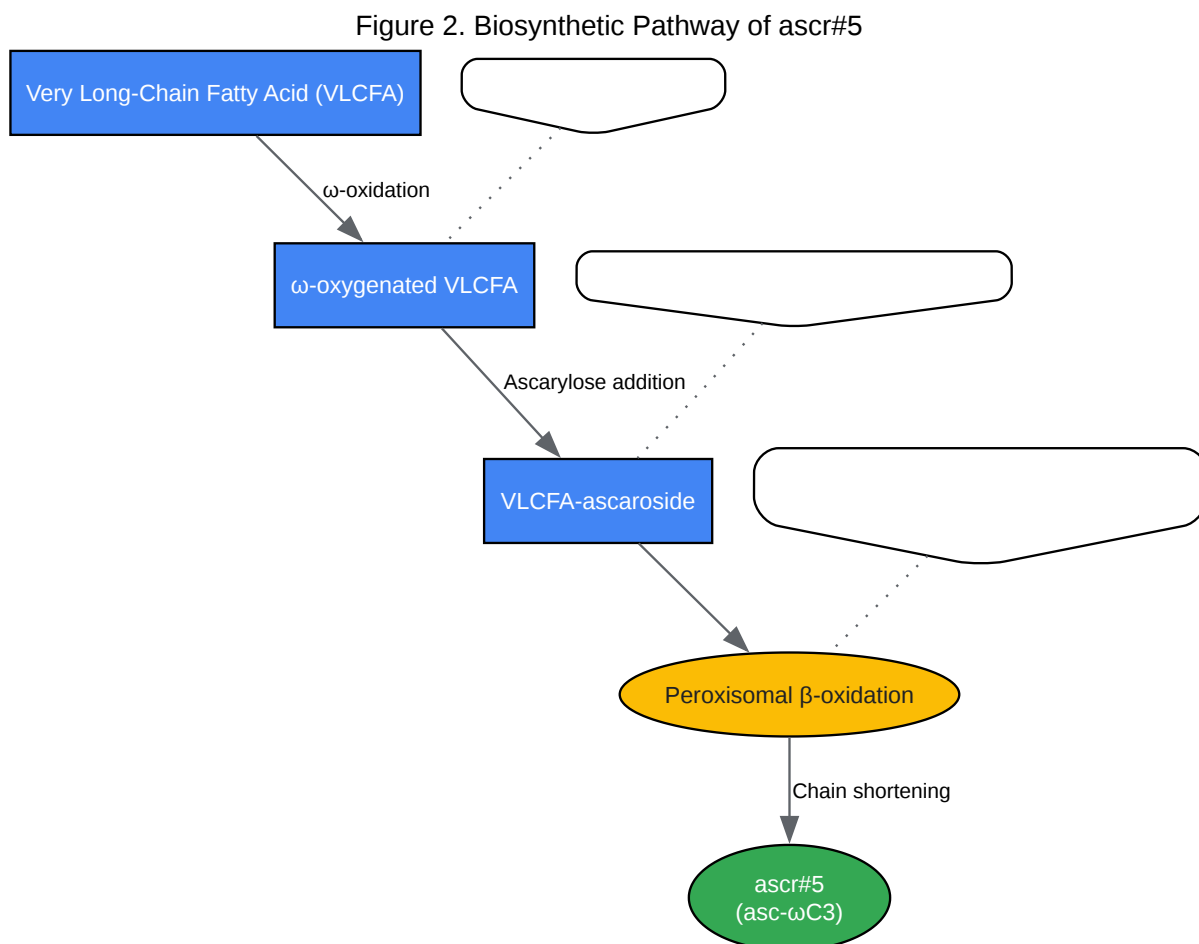 Figure 2. Biosynthetic Pathway of ascr#5
Very Long-Chain Fatty Acid (VLCFA)
ω-oxidation
ω-oxygenated VLCFA
Ascarylose addition
VLCFA-ascaroside
Peroxisomal β-oxidation
Chain shortening
ascr#5
(asc-ωC3)